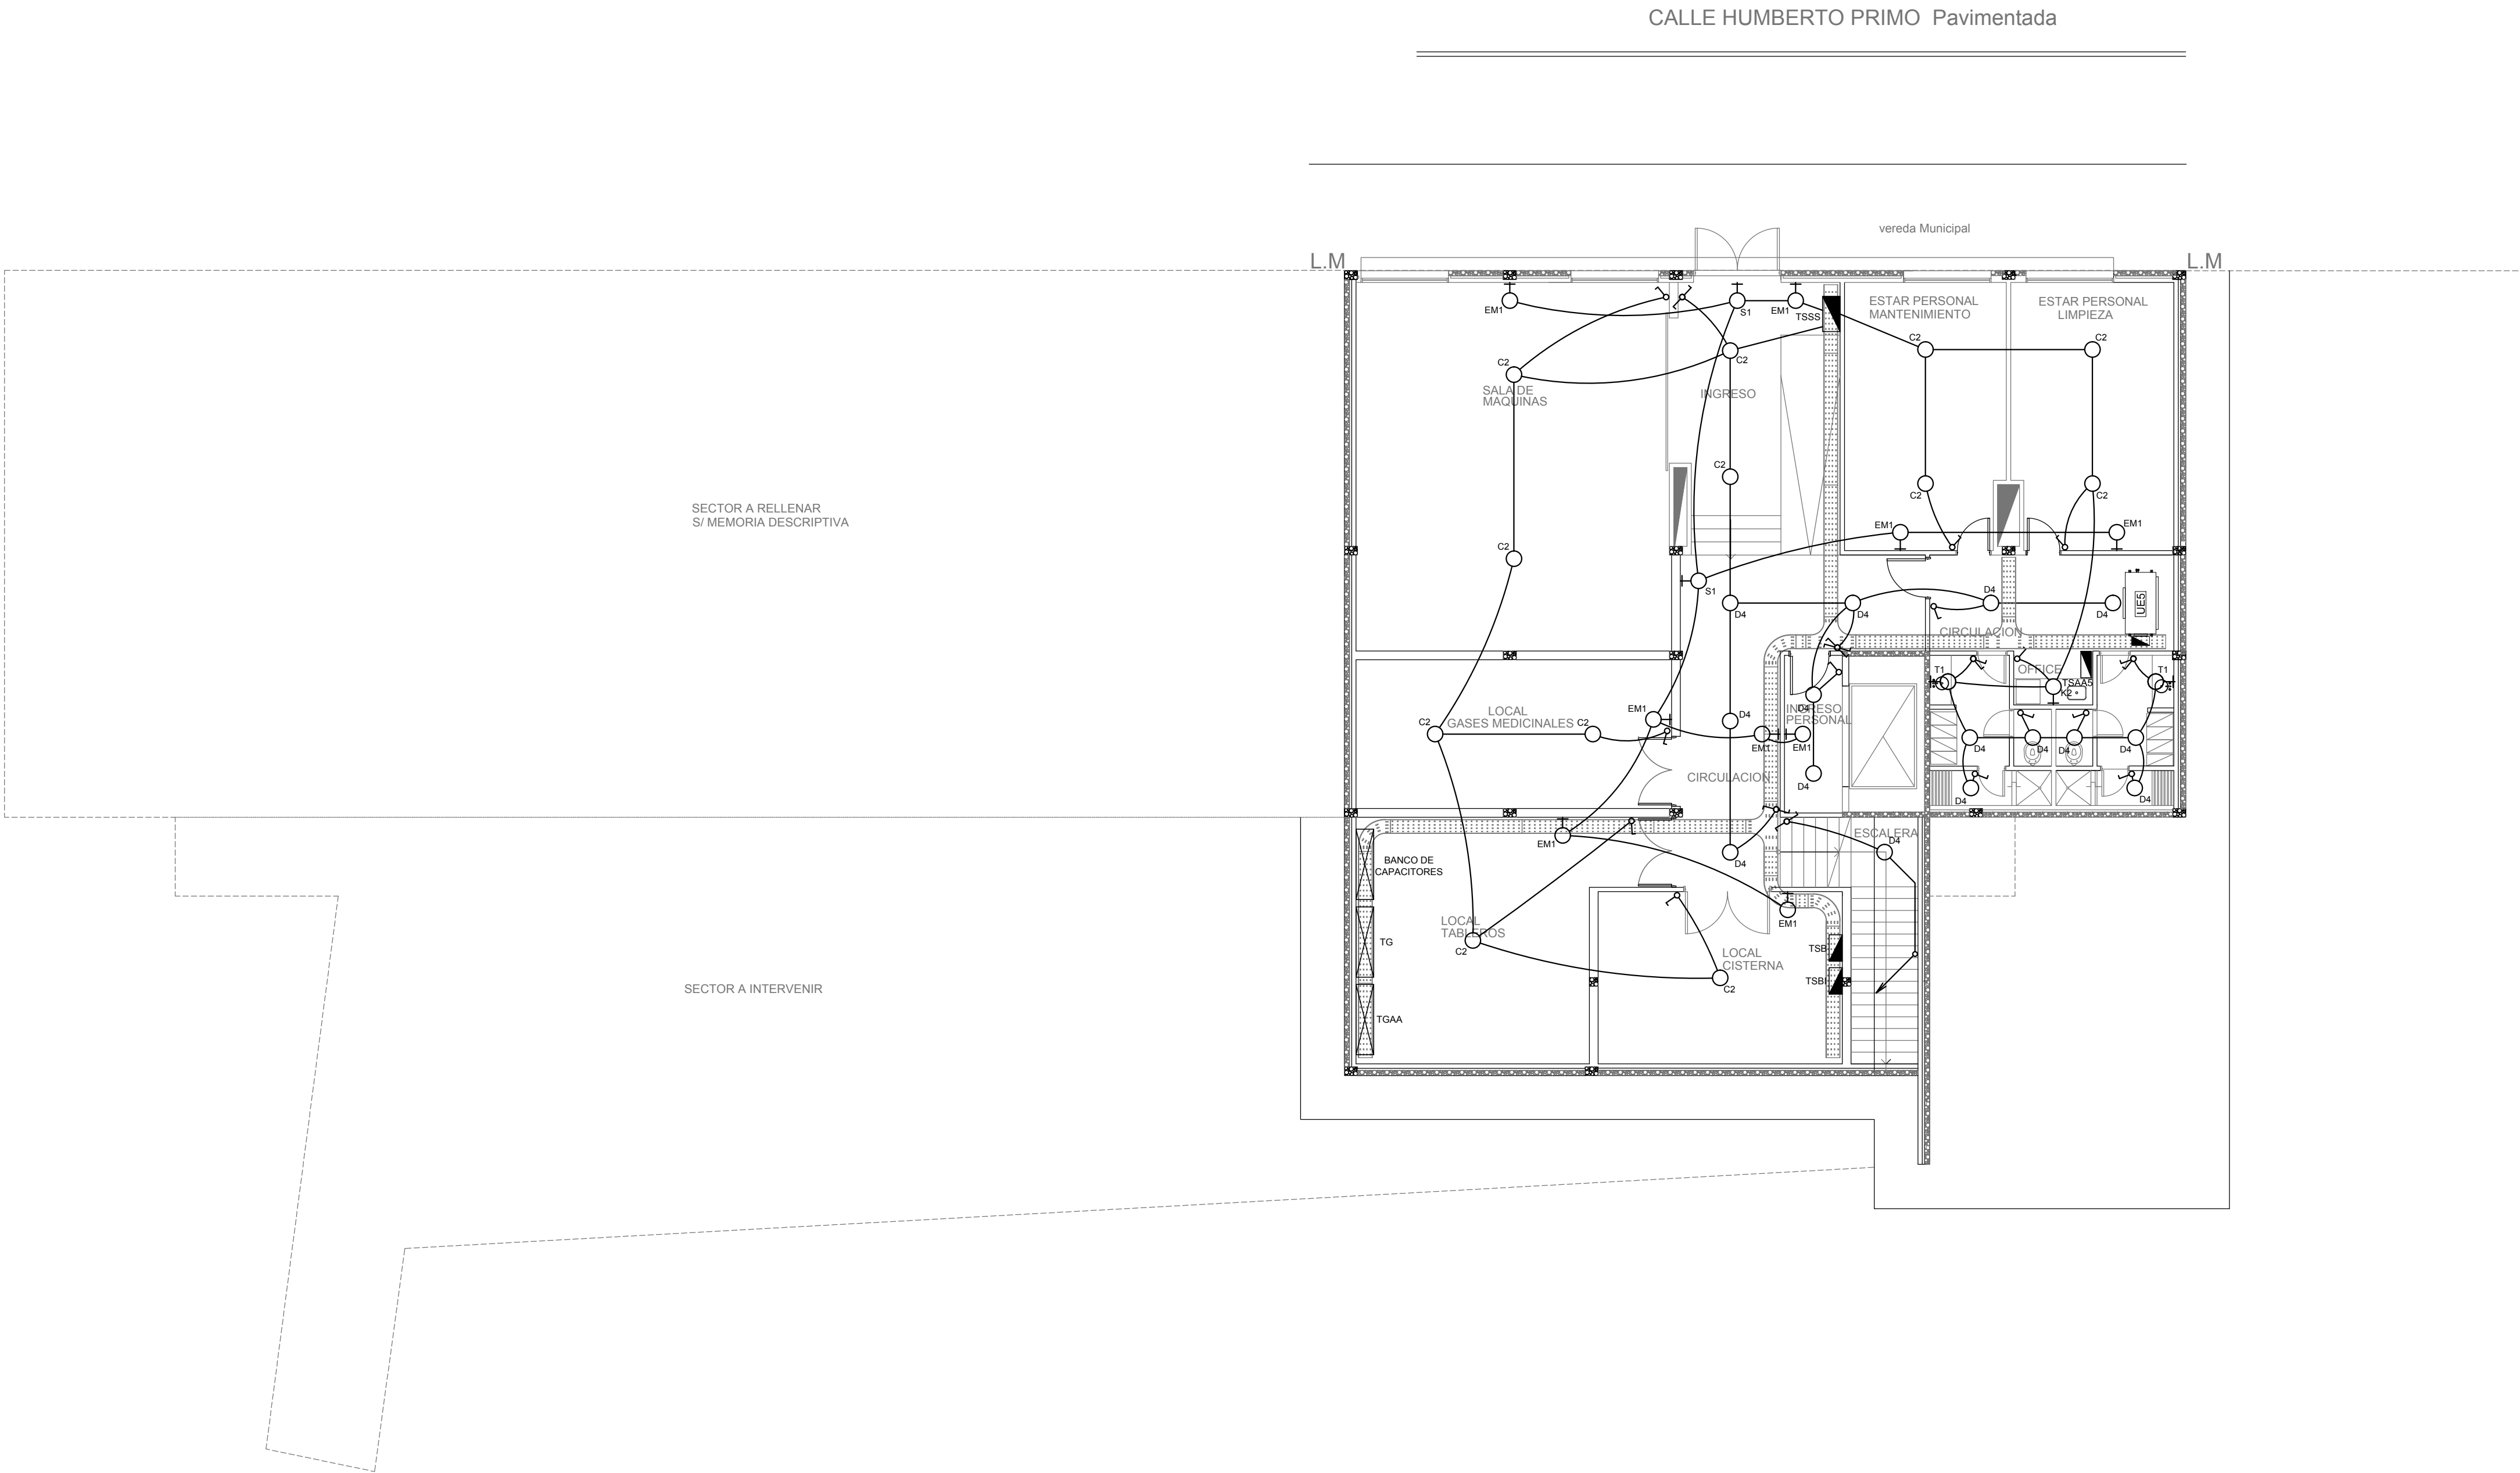 CALLE HUMBERTO PRIMO  Pavimentada
vereda Municipal
L.M
L.M
EM1
S1
EM1
TSSS
ESTAR PERSONAL
MANTENIMIENTO
ESTAR PERSONAL
LIMPIEZA
C2
C2
C2
C2
SALA DE
MAQUINAS
INGRESO
C2
C2
C2
SECTOR A RELLENAR
S/ MEMORIA DESCRIPTIVA
EM1
EM1
C2
S1
D4
D4
D4
D4
UE5
CIRCULACION
T1
OFFICE
TSAA5
K2
T1
LOCAL
GASES MEDICINALES
C2
C2
EM1
D4
D4
INGRESO
PERSONAL
EM1
EM1
D4
D4
D4
D4
CIRCULACION
D4
D4
D4
ESCALERA
D4
EM1
D4
BANCO DE
CAPACITORES
LOCAL
TABLEROS
C2
EM1
TG
TSBI
LOCAL
CISTERNA
TSBI
C2
SECTOR A INTERVENIR
TGAA